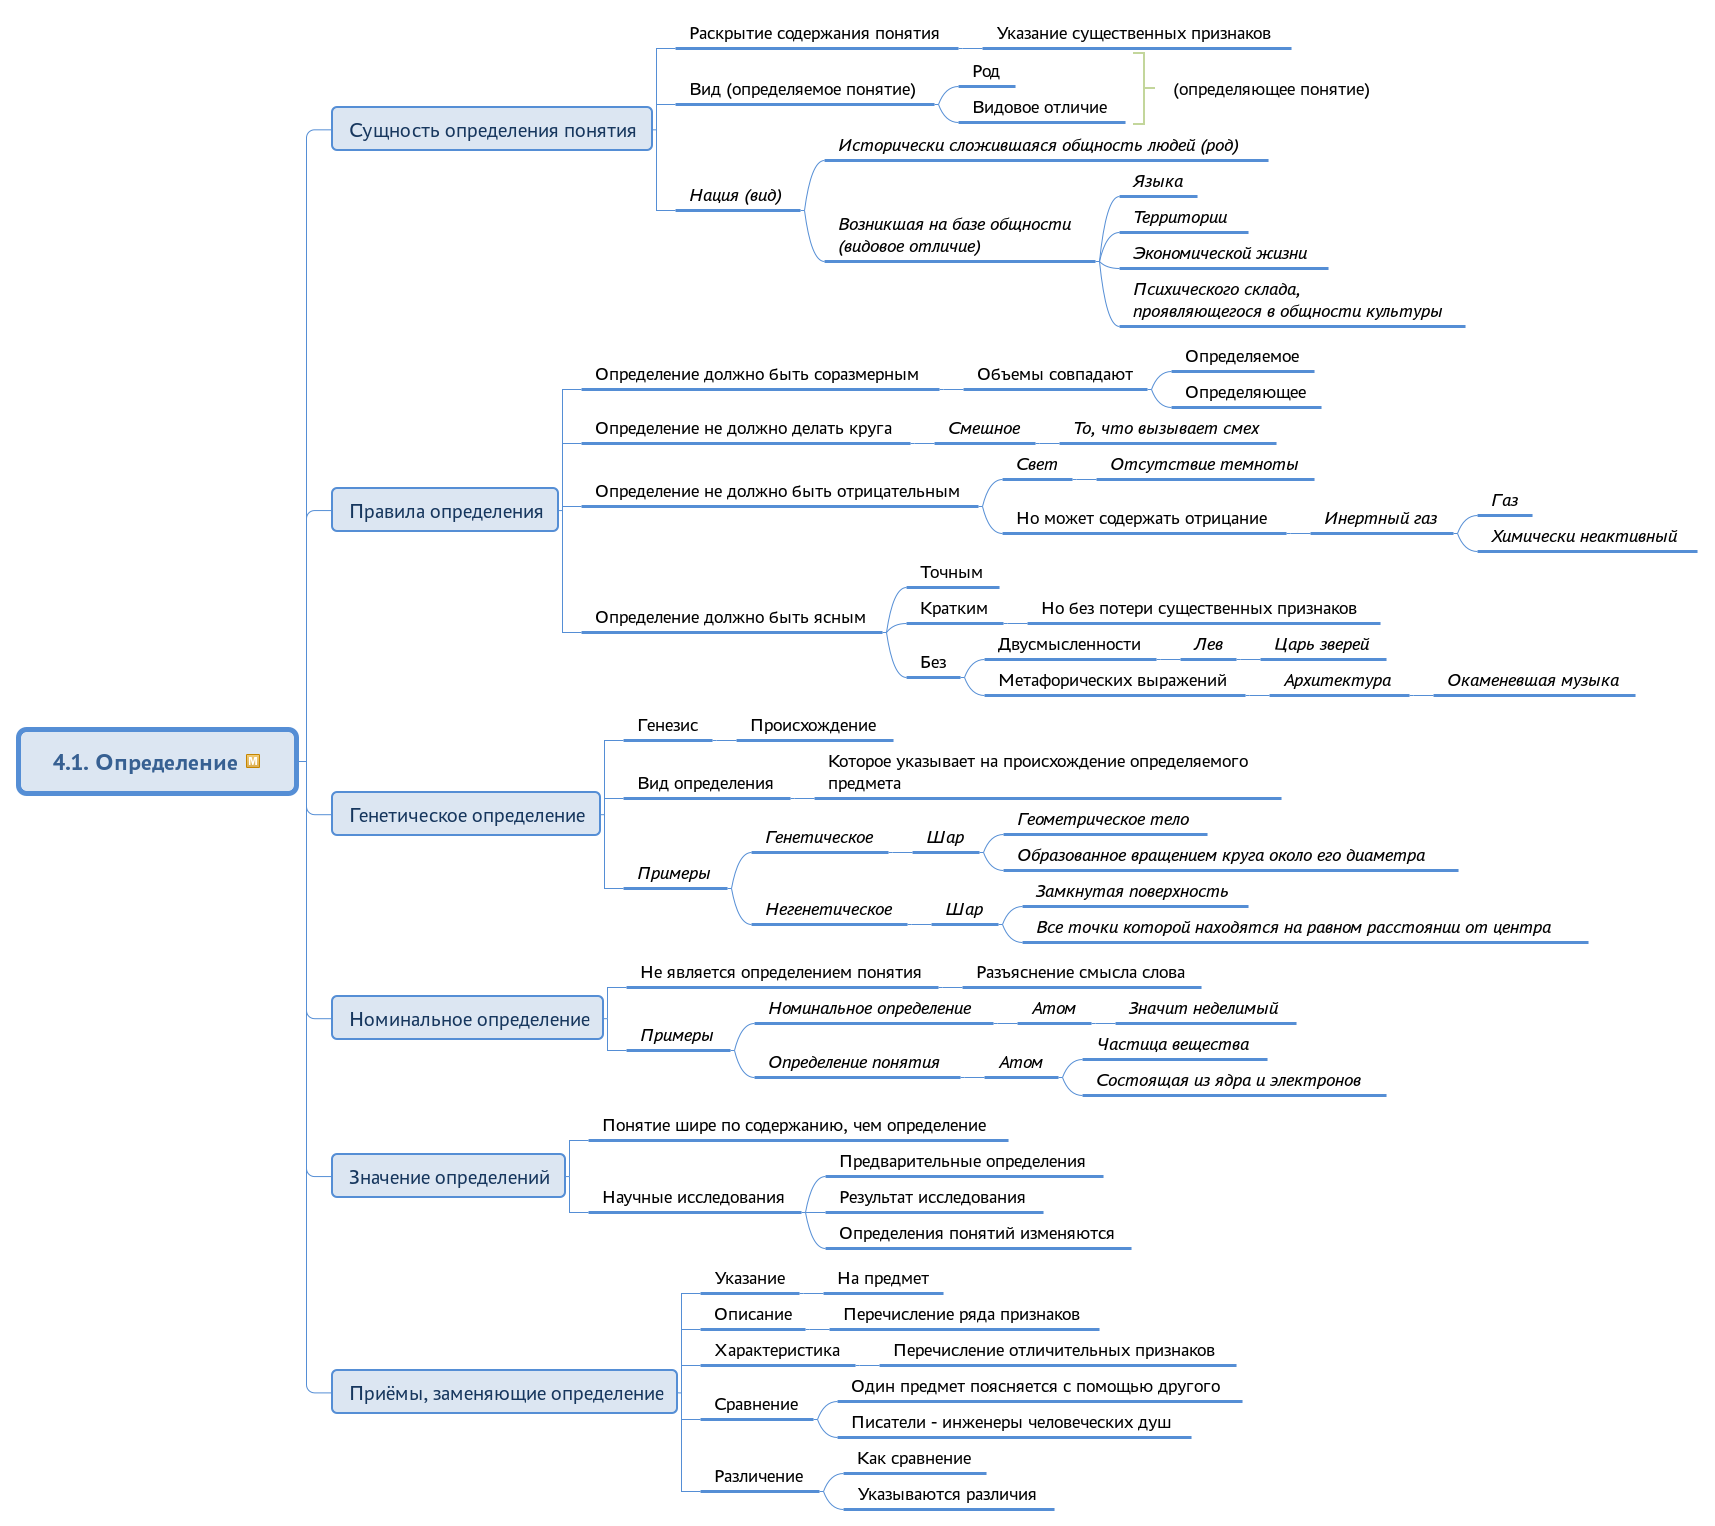 4.1. Определение M
Сущность определения понятия
Раскрытие содержания понятия
Указание существенных признаков
Вид (определяемое понятие)
Род
Видовое отличие
(определяющее понятие)
Нация (вид)
Исторически сложившаяся общность людей (род)
Возникшая на базе общности
(видовое отличие)
Языка
Территории
Экономической жизни
Психического склада,
проявляющегося в общности культуры
Правила определения
Определение должно быть соразмерным
Объемы совпадают
Определяемое
Определяющее
Определение не должно делать круга
Смешное
То, что вызывает смех
Определение не должно быть отрицательным
Свет
Отсутствие темноты
Но может содержать отрицание
Инертный газ
Газ
Химически неактивный
Определение должно быть ясным
Точным
Кратким
Но без потери существенных признаков
Без
Двусмысленности
Лев
Царь зверей
Метафорических выражений
Архитектура
Окаменевшая музыка
Генетическое определение
Генезис
Происхождение
Вид определения
Которое указывает на происхождение определяемого
предмета
Примеры
Генетическое
Шар
Геометрическое тело
Образованное вращением круга около его диаметра
Негенетическое
Шар
Замкнутая поверхность
Все точки которой находятся на равном расстоянии от центра
Номинальное определение
Не является определением понятия
Разъяснение смысла слова
Примеры
Номинальное определение
Атом
Значит неделимый
Определение понятия
Атом
Частица вещества
Состоящая из ядра и электронов
Значение определений
Понятие шире по содержанию, чем определение
Научные исследования
Предварительные определения
Результат исследования
Определения понятий изменяются
Приёмы, заменяющие определение
Указание
На предмет
Описание
Перечисление ряда признаков
Характеристика
Перечисление отличительных признаков
Сравнение
Один предмет поясняется с помощью другого
Писатели - инженеры человеческих душ
Различение
Как сравнение
Указываются различия